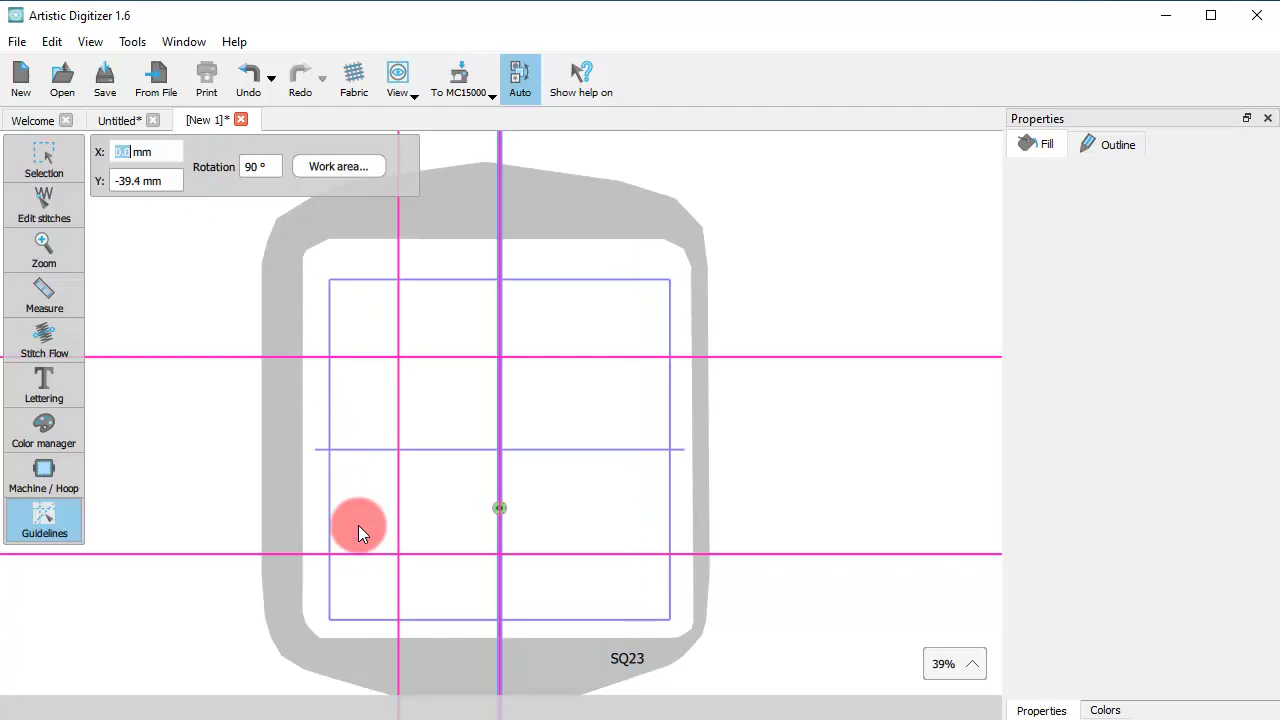 Artistic Digitizer 1.6
File Edit View Tools Window Help
New Open Save From File Print Undo Redo Fabric View To MC15000 Auto Show help on
Welcome Untitled* [New 1]*
Properties
Fill Outline
X: 0.0 mm
Rotation 90 ° Work area...
Y: -39.4 mm
Selection
Edit stitches
Zoom
Measure
Stitch Flow
Lettering
Color manager
Machine / Hoop
Guidelines
SQ23
39%
Properties Colors